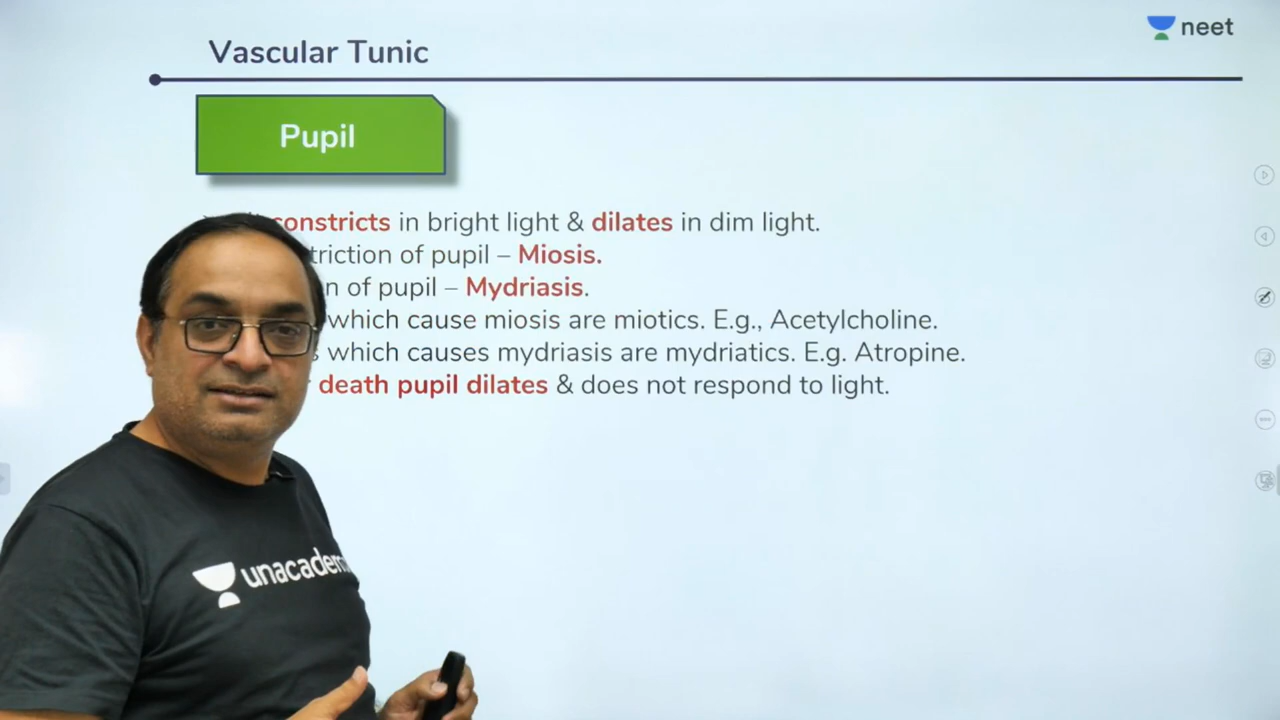 neet
Vascular Tunic
Pupil
constricts in bright light & dilates in dim light.
triction of pupil – Miosis.
n of pupil – Mydriasis.
which cause miosis are miotics. E.g., Acetylcholine.
s which causes mydriasis are mydriatics. E.g. Atropine.
death pupil dilates & does not respond to light.
unacadem